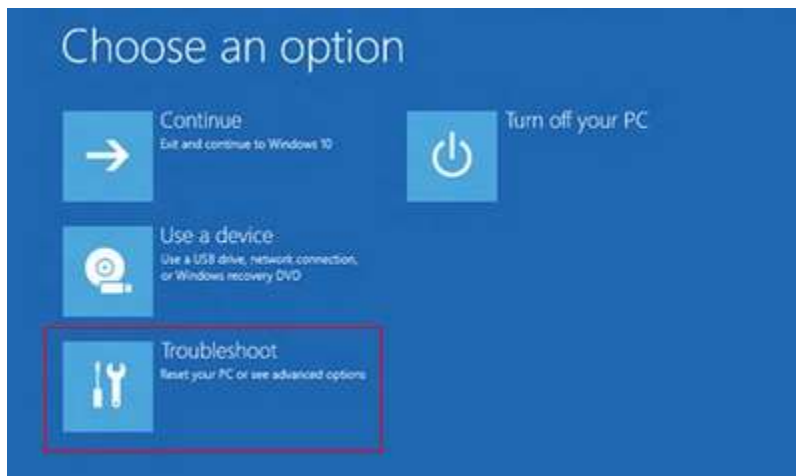 Choose an option
Continue
Exit and continue to Windows 10
Turn off your PC
Use a device
Use a USB drive, network connection,
or Windows recovery DVD
Troubleshoot
Reset your PC or see advanced options